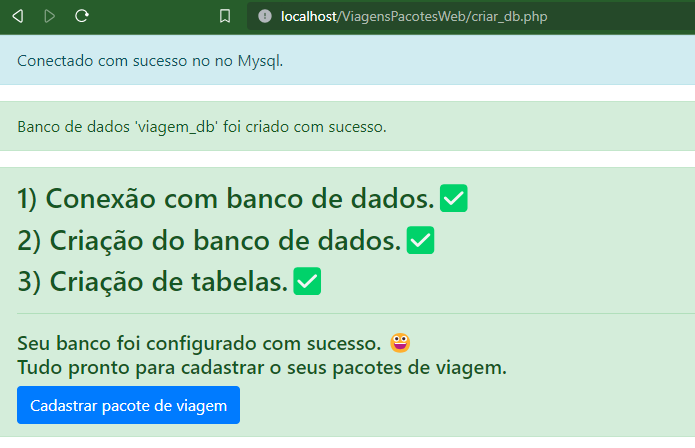 localhost/ViagensPacotesWeb/criar_db.php
Conectado com sucesso no no Mysql.
Banco de dados 'viagem_db' foi criado com sucesso.
1) Conexão com banco de dados.✅
2) Criação do banco de dados.✅
3) Criação de tabelas.✅
Seu banco foi configurado com sucesso. 😀
Tudo pronto para cadastrar o seus pacotes de viagem.
Cadastrar pacote de viagem